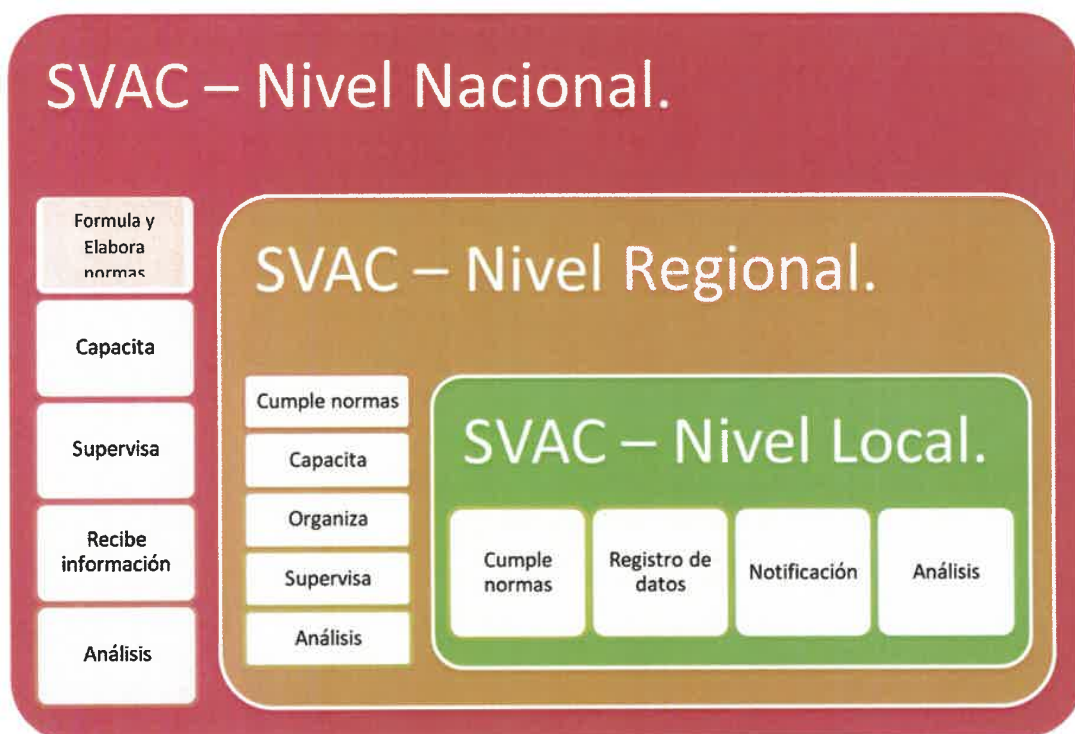 SVAC – Nivel Nacional.
Formula y
Elabora
normas
Capacita
Supervisa
Recibe
información
Análisis
SVAC – Nivel Regional.
Cumple normas
Capacita
Organiza
Supervisa
Análisis
SVAC – Nivel Local.
Cumple
normas
Registro de
datos
Notificación
Análisis